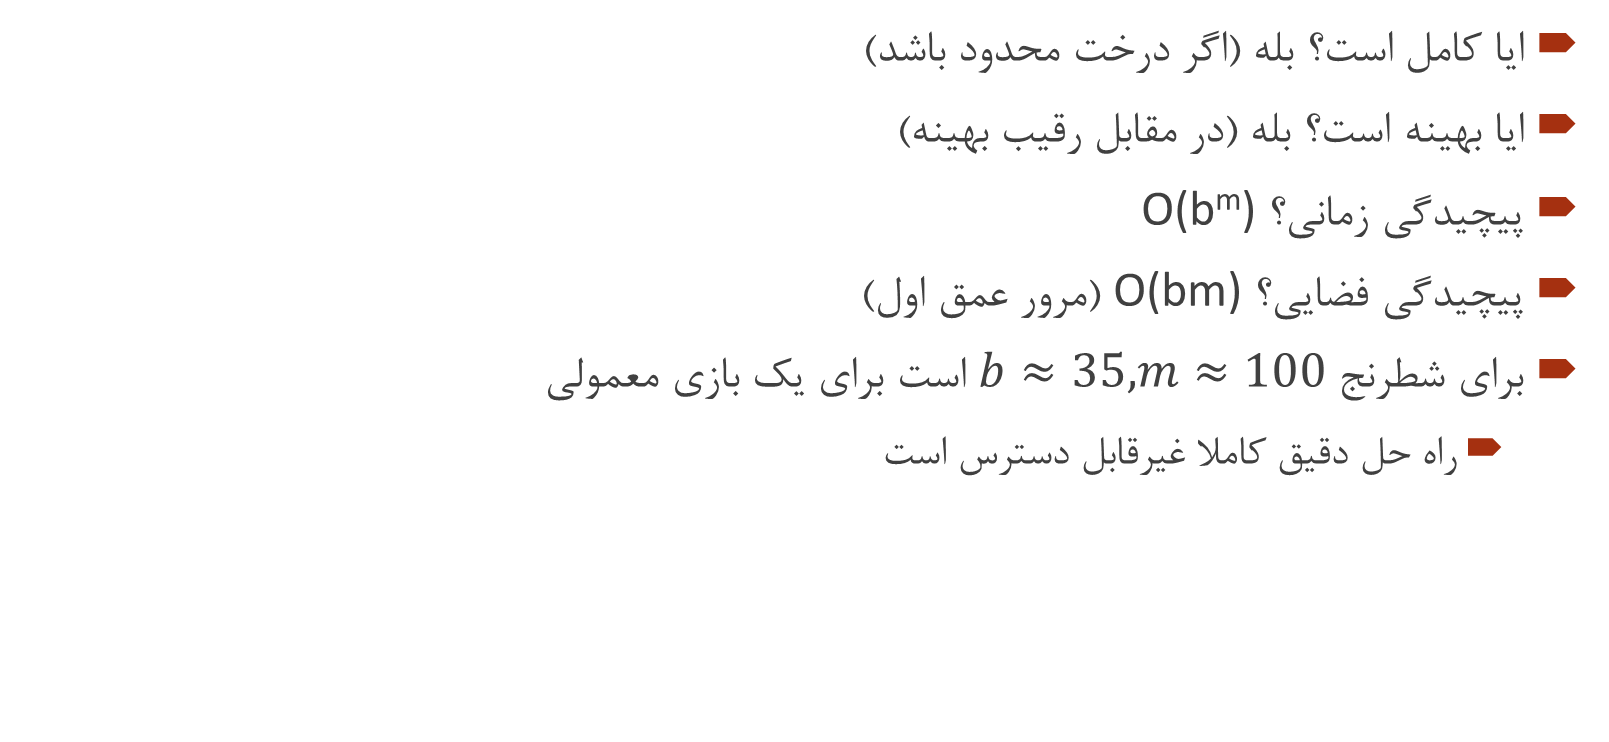 ایا کامل است؟ بله (اگر درخت محدود باشد)
ایا بهینه است؟ بله (در مقابل رقیب بهینه)
پیچیدگی زمانی؟ O(bᵐ)
پیچیدگی فضایی؟ O(bm) (مرور عمق اول)
برای شطرنج b ≈ 35,m ≈ 100 است برای یک بازی معمولی
راه حل دقیق کاملا غیرقابل دسترس است